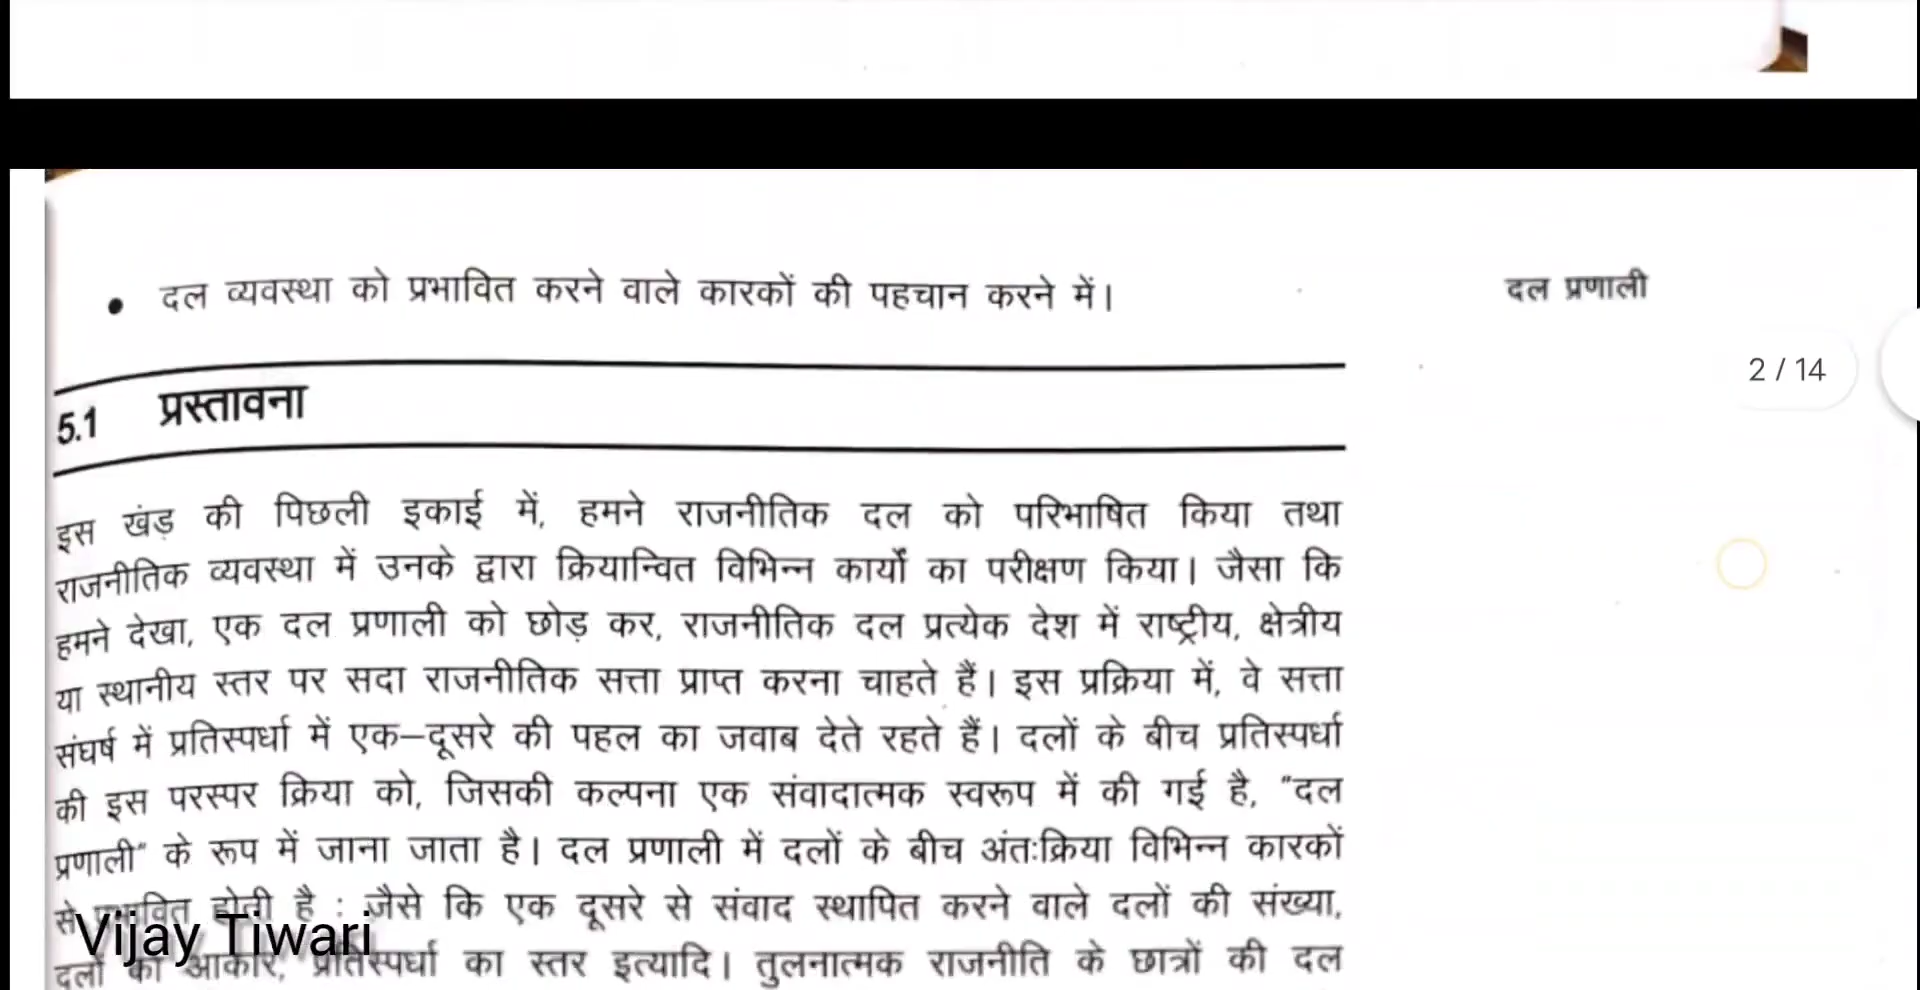 • दल व्यवस्था को प्रभावित करने वाले कारकों की पहचान करने में।
दल प्रणाली
2 / 14
5.1 प्रस्तावना
इस खंड़ की पिछली इकाई में, हमने राजनीतिक दल को परिभाषित किया तथा
राजनीतिक व्यवस्था में उनके द्वारा क्रियान्वित विभिन्न कार्यों का परीक्षण किया। जैसा कि
हमने देखा, एक दल प्रणाली को छोड़ कर, राजनीतिक दल प्रत्येक देश में राष्ट्रीय, क्षेत्रीय
या स्थानीय स्तर पर सदा राजनीतिक सत्ता प्राप्त करना चाहते हैं। इस प्रक्रिया में, वे सत्ता
संघर्ष में प्रतिस्पर्धा में एक–दूसरे की पहल का जवाब देते रहते हैं। दलों के बीच प्रतिस्पर्धा
की इस परस्पर क्रिया को, जिसकी कल्पना एक संवादात्मक स्वरूप में की गई है, "दल
प्रणाली" के रूप में जाना जाता है। दल प्रणाली में दलों के बीच अंतःक्रिया विभिन्न कारकों
से प्रभावित होती है : जैसे कि एक दूसरे से संवाद स्थापित करने वाले दलों की संख्या,
Vijay Tiwari
दलों का आकार, प्रतिस्पर्धा का स्तर इत्यादि। तुलनात्मक राजनीति के छात्रों की दल